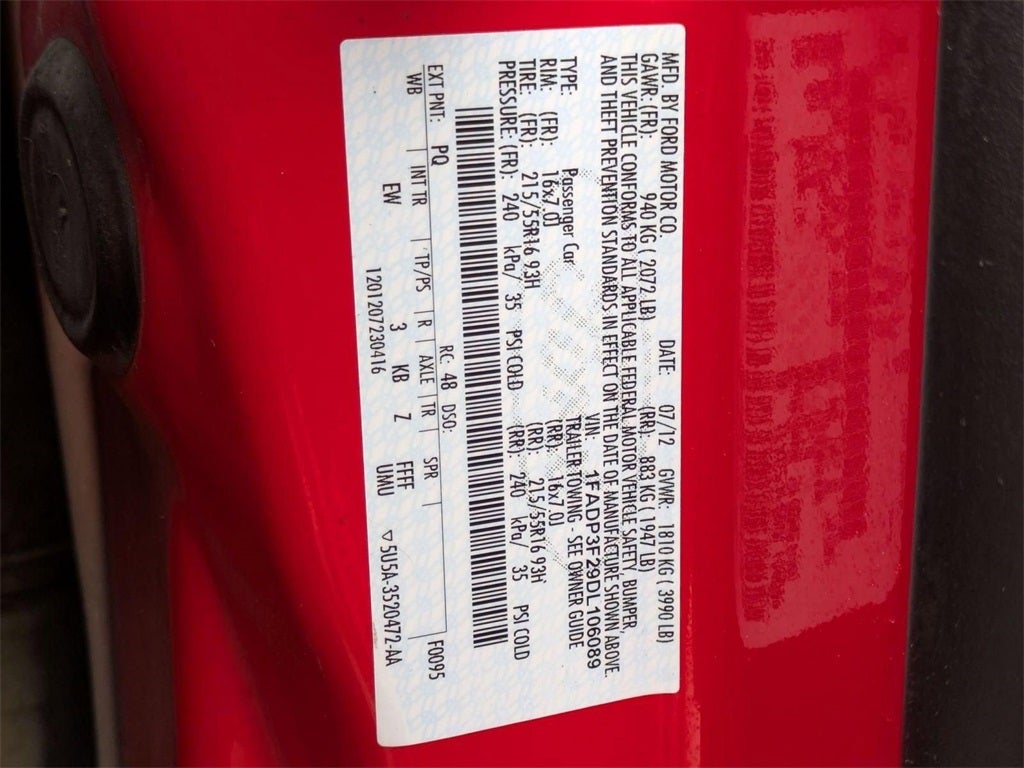 MFD. BY FORD MOTOR CO.
DATE: 07/12 GVWR: 1810 KG ( 3990 LB)
GAWR: (FR): 940 KG ( 2072 LB) (RR): 883 KG ( 1947 LB)
THIS VEHICLE CONFORMS TO ALL APPLICABLE FEDERAL MOTOR VEHICLE SAFETY, BUMPER,
AND THEFT PREVENTION STANDARDS IN EFFECT ON THE DATE OF MANUFACTURE SHOWN ABOVE.
VIN: 1FADP3F29DL106089
TYPE: Passenger Car TRAILER TOWING - SEE OWNER GUIDE
RIM: (FR): 16x7.0J (RR): 16x7.0J
TIRE: (FR): 215/55R16 93H (RR): 215/55R16 93H
PRESSURE: (FR): 240 kPa/ 35 PSI COLD (RR): 240 kPa/ 35 PSI COLD
EXT PNT: PQ RC: 48 DSO: F0095
WB INT TR TP/PS R AXLE TR SPR
EW 3 KB Z FFFF
UMU
120120723​0416 ▽5U5A-3520472-AA